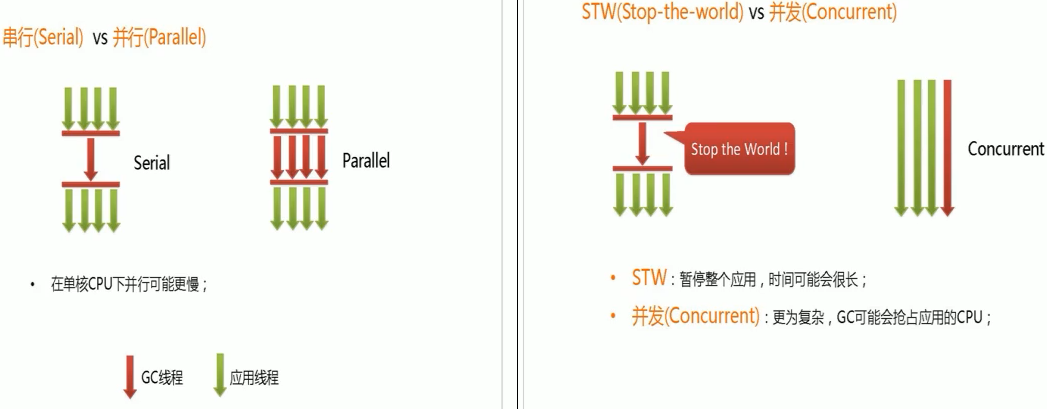 串行(Serial) vs 并行(Parallel)
Serial
Parallel
• 在单核CPU下并行可能更慢；
GC线程
应用线程
STW(Stop-the-world) vs 并发(Concurrent)
Stop the World！
Concurrent
• STW：暂停整个应用，时间可能会很长；
• 并发(Concurrent)：更为复杂，GC可能会抢占应用的CPU；